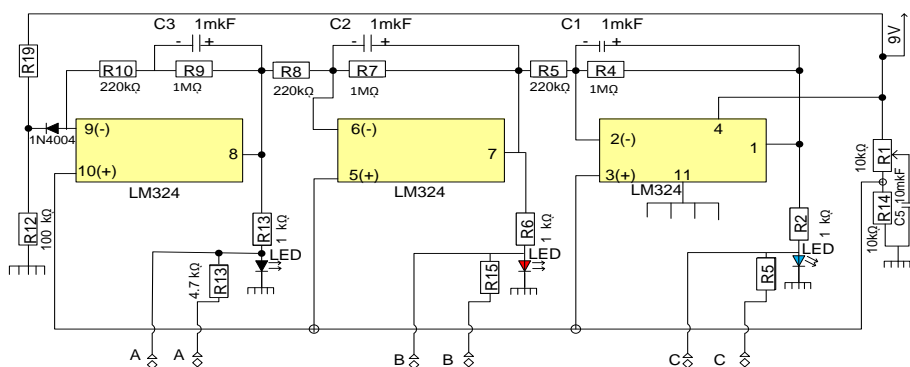 C3 1mkF
C2 1mkF
C1 1mkF
9V
- +
- +
- +
R19
R10
R9
R8
R7
R5
R4
220kΩ
1MΩ
220kΩ
1MΩ
220kΩ
1MΩ
1N4004
9(-)
8
10(+)
LM324
6(-)
7
5(+)
LM324
4
2(-)
1
3(+)
11
LM324
R1
10kΩ
R14
10kΩ
C5 10mkF
R12
100 kΩ
R13
1 kΩ
LED
R6
1 kΩ
LED
R2
1 kΩ
LED
4.7kΩ
R13
R15
R5
A A
B B
C C